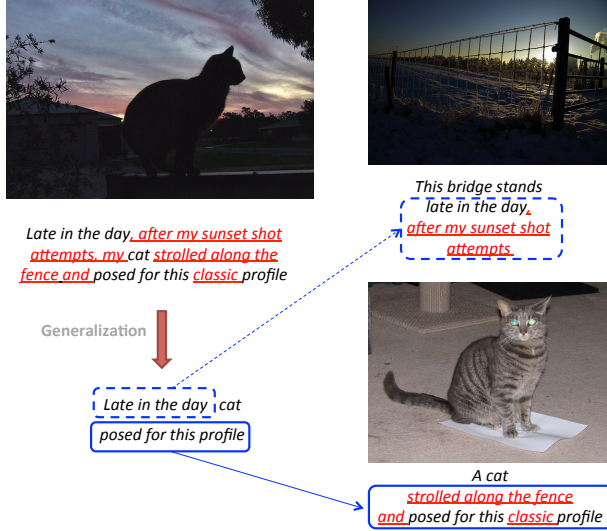 Late in the day, after my sunset shot
attempts, my cat strolled along the
fence and posed for this classic profile
Generalization
Late in the day cat
posed for this profile
This bridge stands
late in the day,
after my sunset shot
attempts
A cat
strolled along the fence
and posed for this classic profile